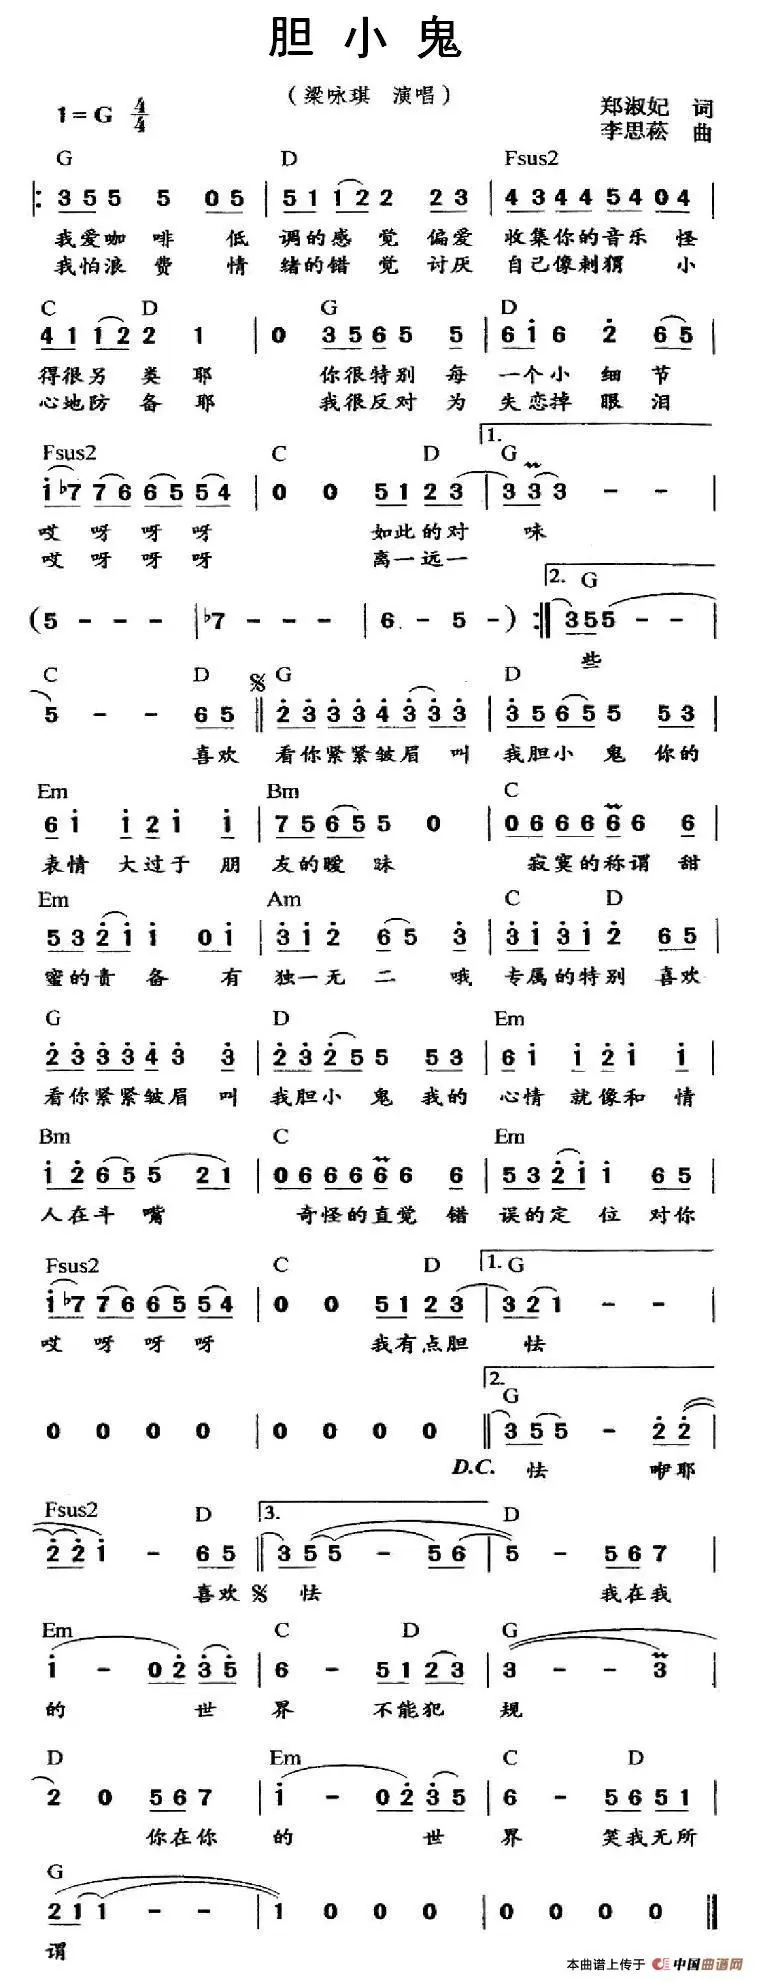 胆小鬼
（梁咏琪 演唱）
1=G 4/4
郑淑妃 词
李思菘 曲
G D Fsus2
3 5 5 5 0 5 | 5 1 1 2 2 2 3 | 4 3 4 4 5 4 0 4 |
我爱咖 啡 低 调的感 觉 偏爱 收集你的音乐 怪
我怕浪 费 情 绪的错 觉 讨厌 自己像刺猬 小
C D G D
4 1 1 2 2 1 | 0 3 5 6 5 5 5 | 6 i 6 2 6 5 |
得很另 类 耶 你很特别 每 一个小 细 节
心地防 备 耶 我很反对 为 失恋掉 眼 泪
Fsus2 C D 1. G
i ♭7 7 6 6 5 5 4 | 0 0 5 1 2 3 | 3 3 3 - -
哎 呀 呀 呀 如此的对 味
哎 呀 呀 呀 离一远一
2. G
( 5 - - - | ♭7 - - - | 6 . - 5 - ) :‖ 3 5 5 - - |
些
C D 𝄋 G D
5 - - 6 5 ‖ 2 3 3 3 4 3 3 3 | 3 5 6 5 5 5 3 |
喜欢 看你紧紧皱眉 叫 我胆小 鬼 你的
Em Bm C
6 i i 2 i i | 7 5 6 5 5 0 | 0 6 6 6 6 6 6 |
表情 大过于 朋 友的暧 昧 寂寞的称谓 甜
Em Am C D
5 3 2 i i 0 i | 3 i 2 6 5 3 | 3 i 3 i 2 6 5 |
蜜的责 备 有 独一无 二 哦 专属的特别 喜欢
G D Em
2 3 3 3 4 3 3 | 2 3 2 5 5 5 3 | 6 i i 2 i i |
看你紧紧皱眉 叫 我胆小 鬼 我的 心情 就像和 情
Bm C Em
i 2 6 5 5 2 1 | 0 6 6 6 6 6 6 | 5 3 2 i i 6 5 |
人在斗 嘴 奇怪的直觉 错 误的定 位 对你
Fsus2 C D 1. G
i ♭7 7 6 6 5 5 4 | 0 0 5 1 2 3 | 3 2 1 - - |
哎 呀 呀 呀 我有点胆 怯
2. G
0 0 0 0 | 0 0 0 0 ‖ 3 5 5 - 2 2 |
D.C. 怯 咿耶
Fsus2 D 3. D
2 2 i - 6 5 ‖ 3 5 5 - 5 6 | 5 - 5 6 7 |
喜欢 𝄋 怯 我在我
Em C D G
i - 0 2 3 5 | 6 - 5 1 2 3 | 3 - - 3 |
的 世 界 不能犯 规
D Em C D
2 0 5 6 7 | i - 0 2 3 5 | 6 - 5 6 5 1 |
你在你 的 世 界 笑我无所
G
2 1 1 - - | 1 0 0 0 | 0 0 0 0 ‖
谓
本曲谱上传于 中国曲谱网